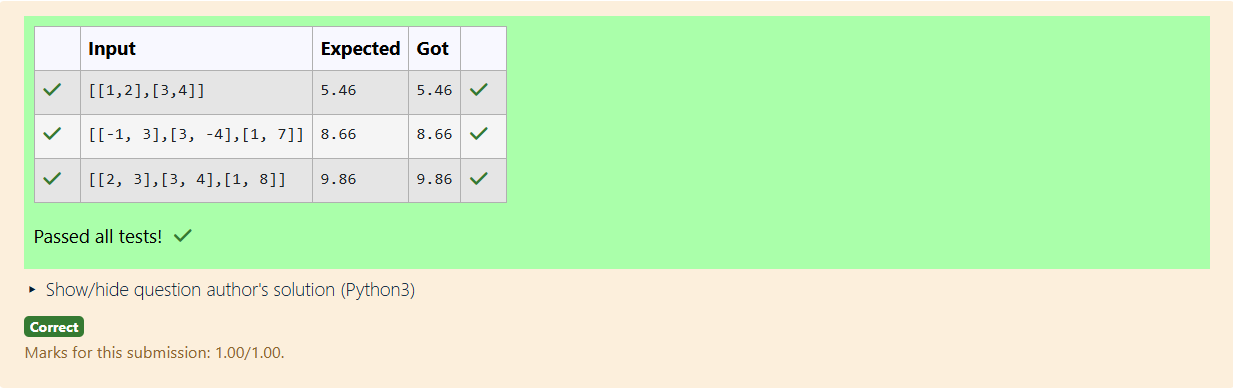 Input Expected Got
[[1,2],[3,4]] 5.46 5.46
[[-1, 3],[3, -4],[1, 7]] 8.66 8.66
[[2, 3],[3, 4],[1, 8]] 9.86 9.86
Passed all tests!
Show/hide question author's solution (Python3)
Correct
Marks for this submission: 1.00/1.00.